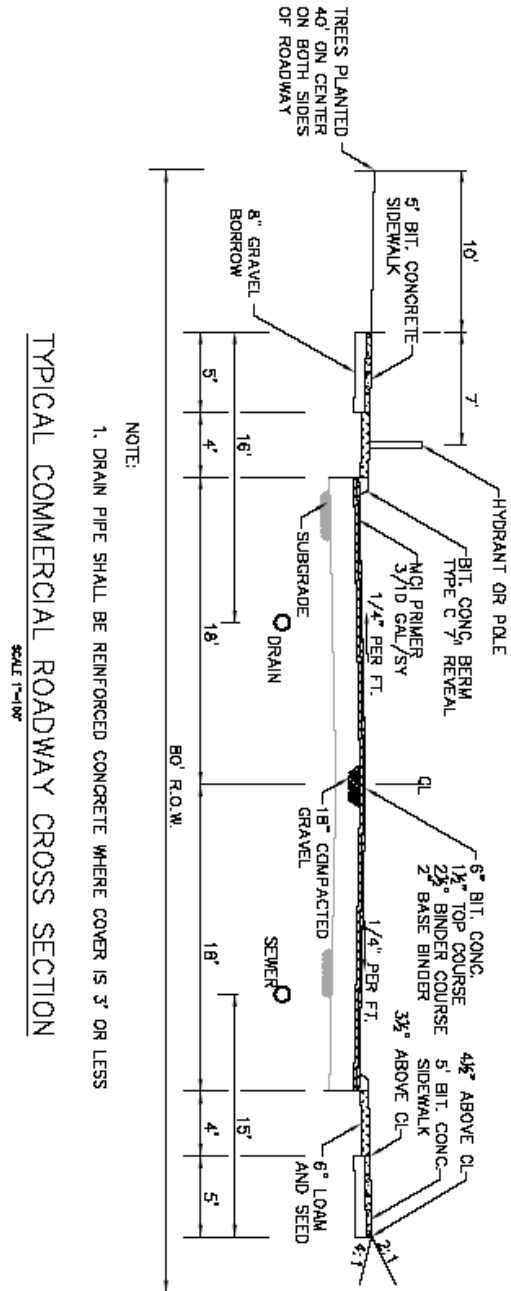 TREES PLANTED
40' ON CENTER
ON BOTH SIDES
OF ROADWAY
10'
7'
5' BIT. CONCRETE
SIDEWALK
8" GRAVEL
BORROW
HYDRANT OR POLE
BIT. CONC. BERM
TYPE C 7" REVEAL
MC1 PRIMER
3/10 GAL/SY
1/4" PER FT.
CL
6" BIT. CONC.
1½" TOP COURSE
2½" BINDER COURSE
2" BASE BINDER
1/4" PER FT.
3½" ABOVE CL
4½" ABOVE CL
5' BIT. CONC.
SIDEWALK
2:1
4:1
SUBGRADE
DRAIN
18" COMPACTED
GRAVEL
SEWER
6" LOAM
AND SEED
5'
4'
16'
18'
18'
15'
4'
5'
80' R.O.W.
NOTE:
1. DRAIN PIPE SHALL BE REINFORCED CONCRETE WHERE COVER IS 3' OR LESS
TYPICAL COMMERCIAL ROADWAY CROSS SECTION
SCALE 1"=100'